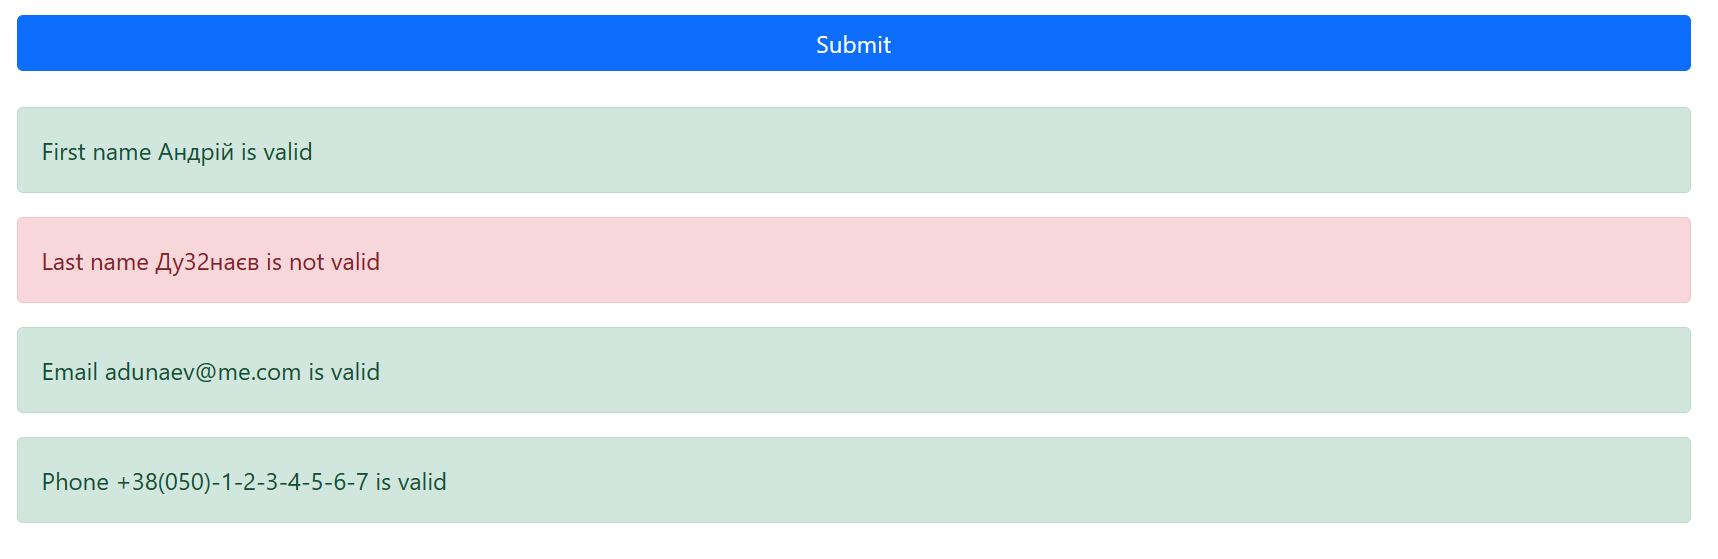 Submit
First name Андрій is valid
Last name Ду32наєв is not valid
Email adunaev@me.com is valid
Phone +38(050)-1-2-3-4-5-6-7 is valid